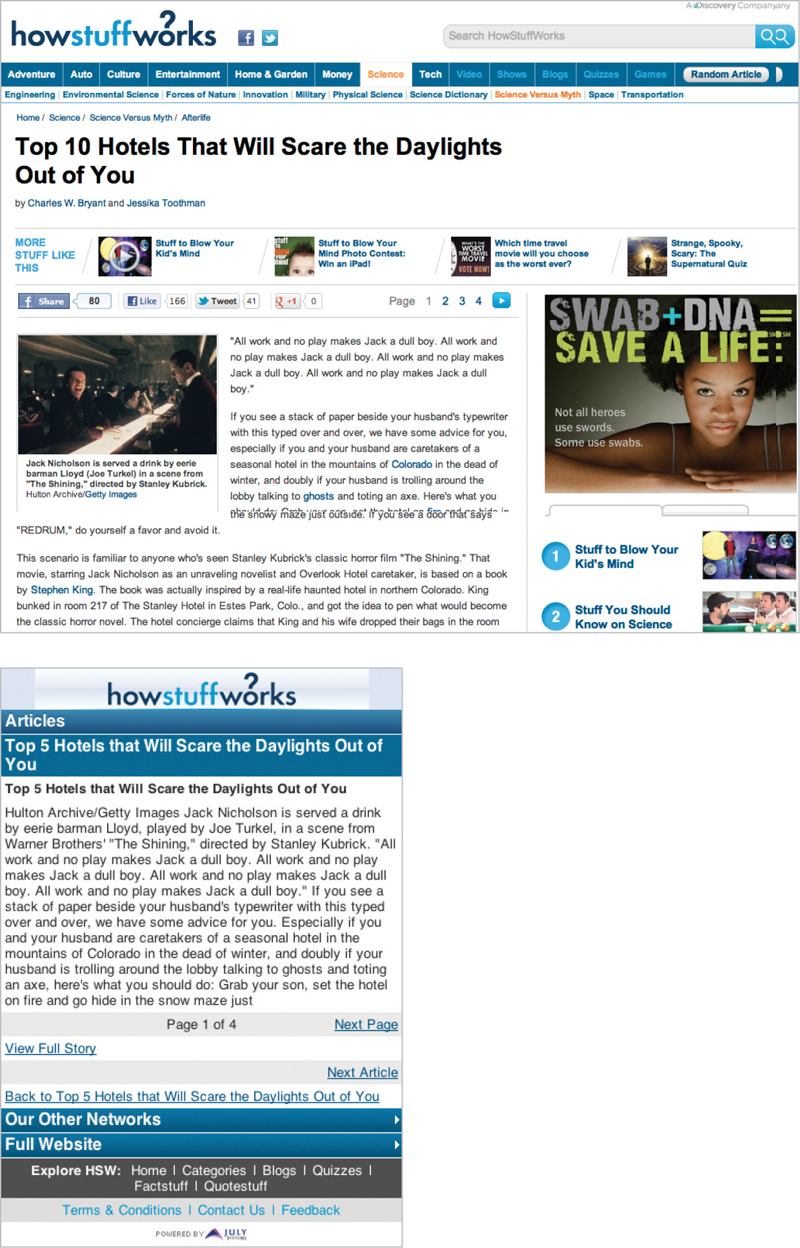 A Discovery Companyany
howstuffworks
Search HowStuffWorks
Adventure Auto Culture Entertainment Home & Garden Money Science Tech Video Shows Blogs Quizzes Games Random Article
Engineering Environmental Science Forces of Nature Innovation Military Physical Science Science Dictionary Science Versus Myth Space Transportation
Home / Science / Science Versus Myth / Afterlife
Top 10 Hotels That Will Scare the Daylights
Out of You
by Charles W. Bryant and Jessika Toothman
MORE
STUFF LIKE
THIS
Stuff to Blow Your
Kid's Mind
Stuff to Blow Your
Mind Photo Contest:
Win an iPad!
WHAT'S THE
WORST
TIME TRAVEL
MOVIE
VOTE NOW!
Which time travel
movie will you choose
as the worst ever?
Strange, Spooky,
Scary: The
Supernatural Quiz
Share 80 Like 166 Tweet 41 +1 0
Page 1 2 3 4
Jack Nicholson is served a drink by eerie
barman Lloyd (Joe Turkel) in a scene from
"The Shining," directed by Stanley Kubrick.
Hulton Archive/Getty Images
"All work and no play makes Jack a dull boy. All work and
no play makes Jack a dull boy. All work and no play makes
Jack a dull boy. All work and no play makes Jack a dull
boy."
If you see a stack of paper beside your husband's typewriter
with this typed over and over, we have some advice for you,
especially if you and your husband are caretakers of a
seasonal hotel in the mountains of Colorado in the dead of
winter, and doubly if your husband is trolling around the
lobby talking to ghosts and toting an axe. Here's what you
the snowy maze just outside. If you see a door that says
"REDRUM," do yourself a favor and avoid it.
This scenario is familiar to anyone who's seen Stanley Kubrick's classic horror film "The Shining." That
movie, starring Jack Nicholson as an unraveling novelist and Overlook Hotel caretaker, is based on a book
by Stephen King. The book was actually inspired by a real-life haunted hotel in northern Colorado. King
bunked in room 217 of The Stanley Hotel in Estes Park, Colo., and got the idea to pen what would become
the classic horror novel. The hotel concierge claims that King and his wife dropped their bags in the room
SWAB+DNA=
SAVE A LIFE:
Not all heroes
use swords.
Some use swabs.
1 Stuff to Blow Your
Kid's Mind
2 Stuff You Should
Know on Science
howstuffworks
Articles
Top 5 Hotels that Will Scare the Daylights Out of
You
Top 5 Hotels that Will Scare the Daylights Out of You
Hulton Archive/Getty Images Jack Nicholson is served a drink
by eerie barman Lloyd, played by Joe Turkel, in a scene from
Warner Brothers' "The Shining," directed by Stanley Kubrick. "All
work and no play makes Jack a dull boy. All work and no play
makes Jack a dull boy. All work and no play makes Jack a dull
boy. All work and no play makes Jack a dull boy." If you see a
stack of paper beside your husband's typewriter with this typed
over and over, we have some advice for you. Especially if you
and your husband are caretakers of a seasonal hotel in the
mountains of Colorado in the dead of winter, and doubly if your
husband is trolling around the lobby talking to ghosts and toting
an axe, here's what you should do: Grab your son, set the hotel
on fire and go hide in the snow maze just
Page 1 of 4 Next Page
View Full Story
Next Article
Back to Top 5 Hotels that Will Scare the Daylights Out of You
Our Other Networks
Full Website
Explore HSW: Home | Categories | Blogs | Quizzes |
Factstuff | Quotestuff
Terms & Conditions | Contact Us | Feedback
POWERED BY JULY SYSTEMS